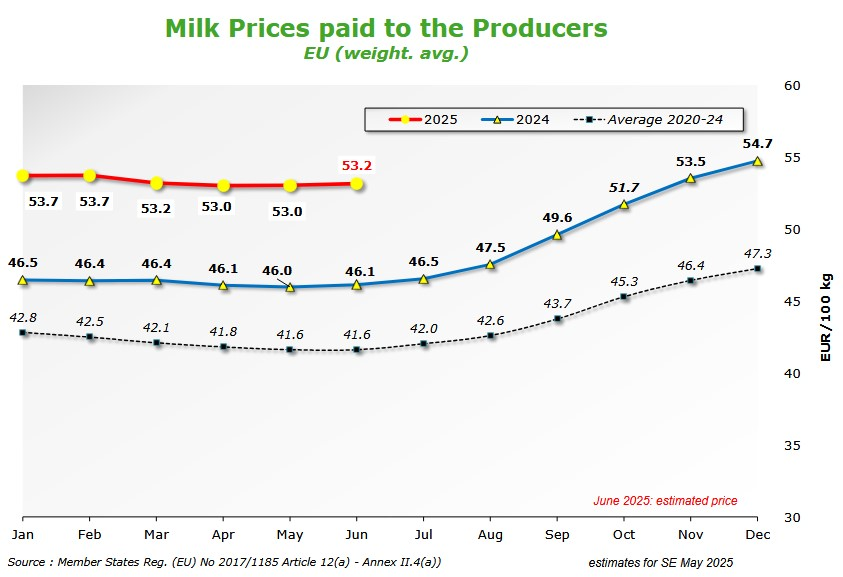 Milk Prices paid to the Producers
EU (weight. avg.)
60
2025 2024 Average 2020-24
54.7
55
53.2
53.5
53.7 53.7 53.2 53.0 53.0
51.7
50
49.6
46.5 46.4 46.4 46.1 46.0 46.1 46.5 47.5
47.3
46.4
45.3
45
42.8 42.5 42.1 41.8 41.6 41.6 42.0 42.6 43.7
EUR/100 kg
40
35
June 2025: estimated price
30
Jan Feb Mar Apr May Jun Jul Aug Sep Oct Nov Dec
Source : Member States Reg. (EU) No 2017/1185 Article 12(a) - Annex II.4(a)) estimates for SE May 2025